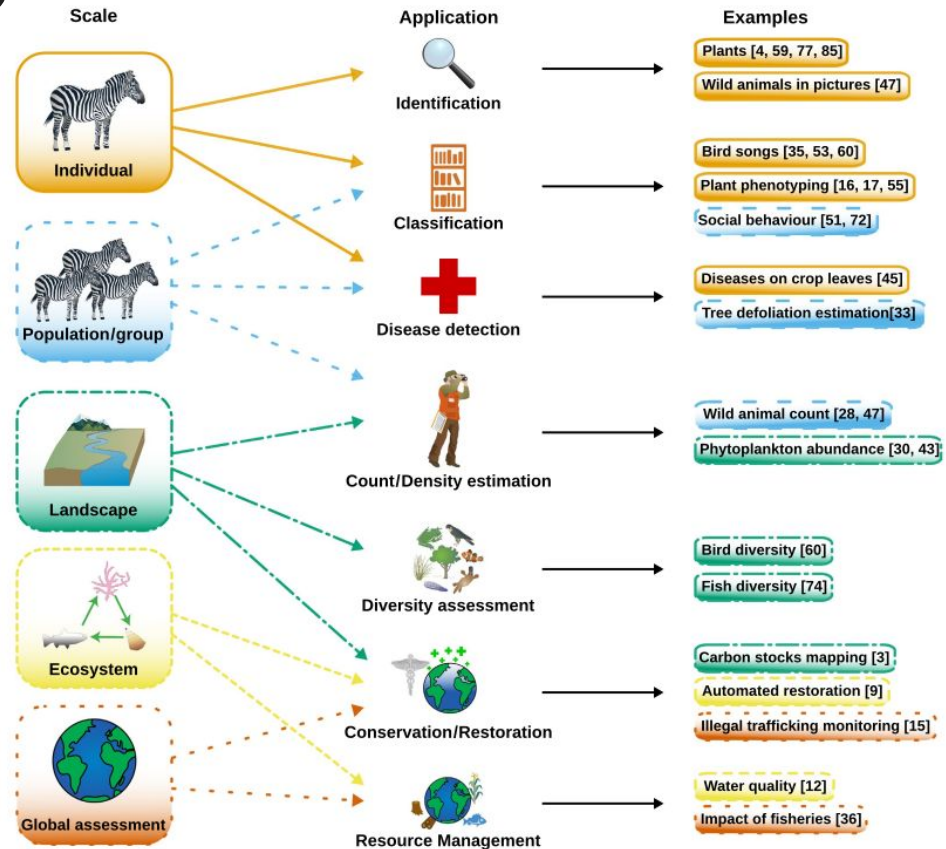 Scale
Application
Examples
Individual
Population/group
Landscape
Ecosystem
Global assessment
Identification
Classification
Disease detection
Count/Density estimation
Diversity assessment
Conservation/Restoration
Resource Management
Plants [4, 59, 77, 85]
Wild animals in pictures [47]
Bird songs [35, 53, 60]
Plant phenotyping [16, 17, 55]
Social behaviour [51, 72]
Diseases on crop leaves [45]
Tree defoliation estimation[33]
Wild animal count [28, 47]
Phytoplankton abundance [30, 43]
Bird diversity [60]
Fish diversity [74]
Carbon stocks mapping [3]
Automated restoration [9]
Illegal trafficking monitoring [15]
Water quality [12]
Impact of fisheries [36]